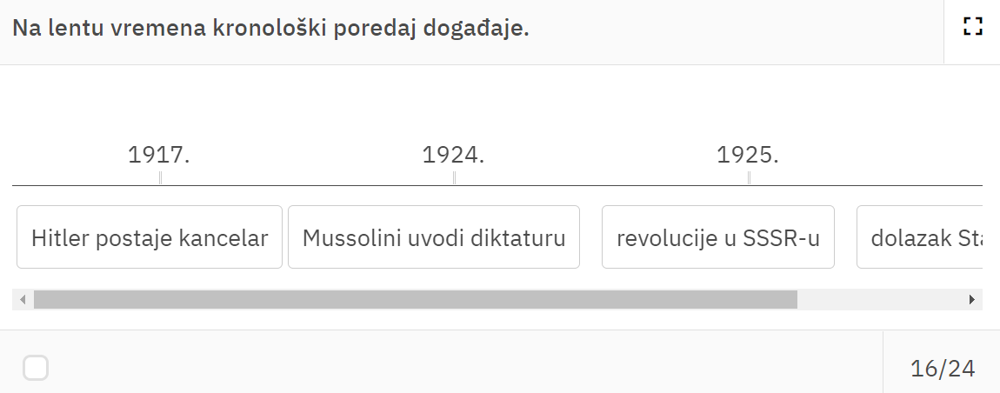 Na lentu vremena kronološki poredaj događaje.
1917. 1924. 1925.
Hitler postaje kancelar Mussolini uvodi diktaturu revolucije u SSSR-u dolazak
16/24